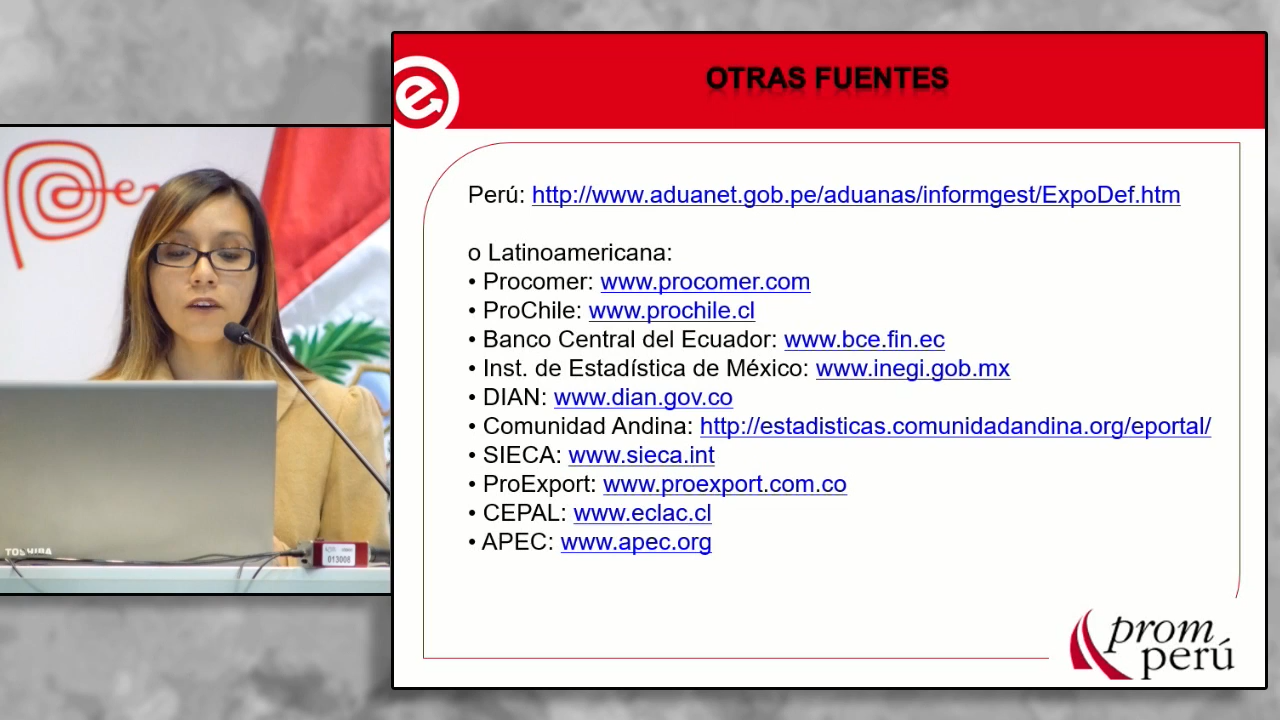 OTRAS FUENTES
Perú: http://www.aduanet.gob.pe/aduanas/informgest/ExpoDef.htm
o Latinoamericana:
• Procomer: www.procomer.com
• ProChile: www.prochile.cl
• Banco Central del Ecuador: www.bce.fin.ec
• Inst. de Estadística de México: www.inegi.gob.mx
• DIAN: www.dian.gov.co
• Comunidad Andina: http://estadisticas.comunidadandina.org/eportal/
• SIECA: www.sieca.int
• ProExport: www.proexport.com.co
• CEPAL: www.eclac.cl
• APEC: www.apec.org
prom
perú
TOSHIBA
013008